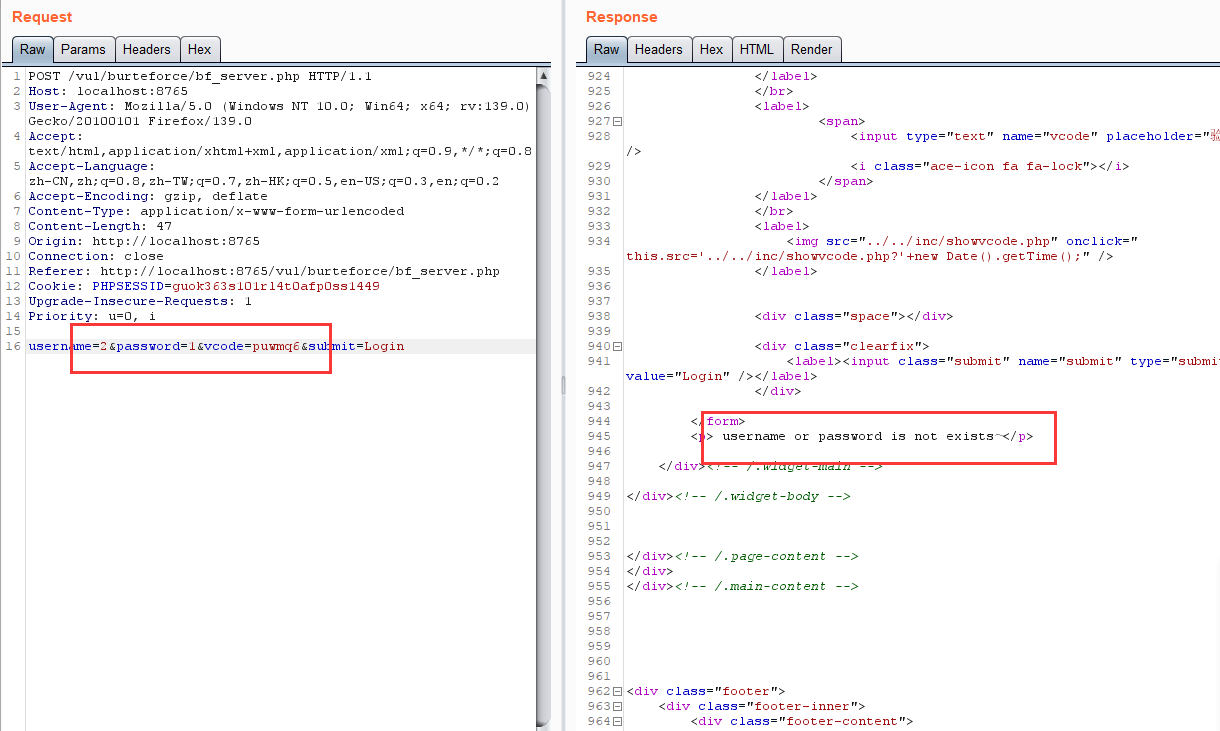 Request
Raw Params Headers Hex
1 POST /vul/burteforce/bf_server.php HTTP/1.1
2 Host: localhost:8765
3 User-Agent: Mozilla/5.0 (Windows NT 10.0; Win64; x64; rv:139.0)
Gecko/20100101 Firefox/139.0
4 Accept:
text/html,application/xhtml+xml,application/xml;q=0.9,*/*;q=0.8
5 Accept-Language:
zh-CN,zh;q=0.8,zh-TW;q=0.7,zh-HK;q=0.5,en-US;q=0.3,en;q=0.2
6 Accept-Encoding: gzip, deflate
7 Content-Type: application/x-www-form-urlencoded
8 Content-Length: 47
9 Origin: http://localhost:8765
10 Connection: close
11 Referer: http://localhost:8765/vul/burteforce/bf_server.php
12 Cookie: PHPSESSID=guok363s101rl4t0afp0ss1449
13 Upgrade-Insecure-Requests: 1
14 Priority: u=0, i
15
16 username=2&password=1&vcode=puwmq6&submit=Login
Response
Raw Headers Hex HTML Render
924 </label>
925 </br>
926 <label>
927 <span>
928 <input type="text" name="vcode" placeholder="验
/>
929 <i class="ace-icon fa fa-lock"></i>
930 </span>
931 </label>
932 </br>
933 <label>
934 <img src="../../inc/showvcode.php" onclick="
this.src='../../inc/showvcode.php?'+new Date().getTime();" />
935 </label>
936
937
938 <div class="space"></div>
939
940 <div class="clearfix">
941 <label><input class="submit" name="submit" type="submi
value="Login" /></label>
942 </div>
943
944 </form>
945 <p> username or password is not exists~</p>
946
947 </div><!-- /.widget-main -->
948
949 </div><!-- /.widget-body -->
950
951
952
953 </div><!-- /.page-content -->
954 </div>
955 </div><!-- /.main-content -->
956
957
958
959
960
961
962 <div class="footer">
963 <div class="footer-inner">
964 <div class="footer-content">